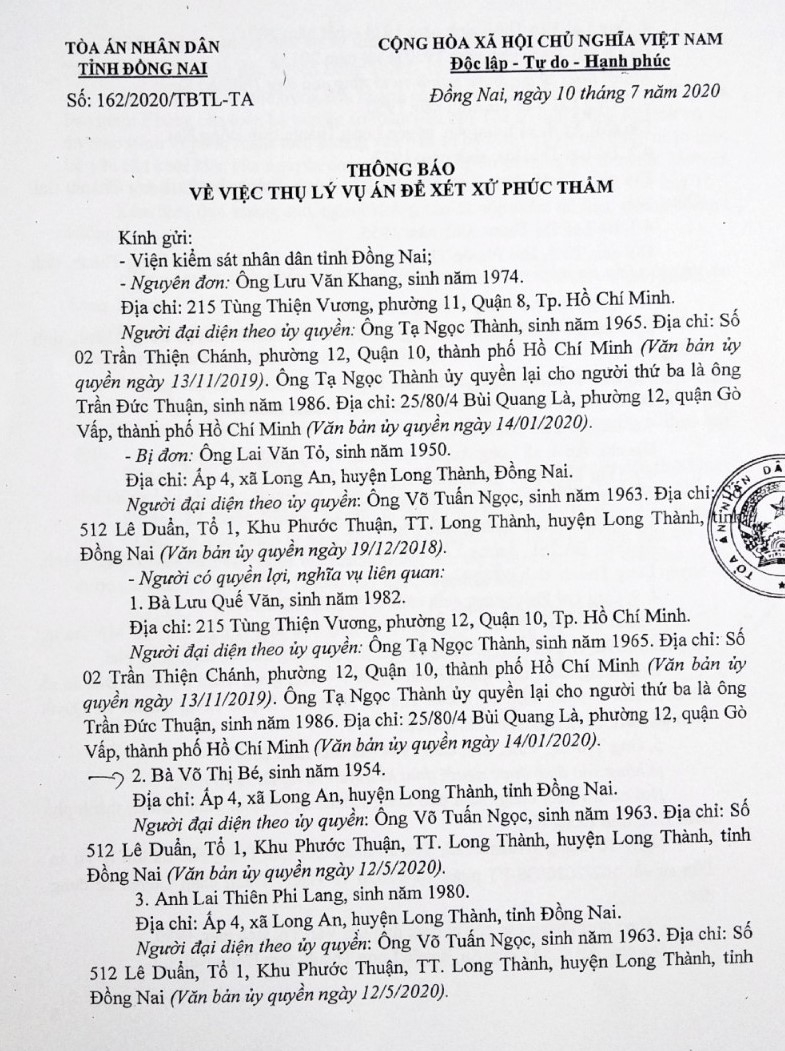 TÒA ÁN NHÂN DÂN
TỈNH ĐỒNG NAI
Số: 162/2020/TBTL-TA
CỘNG HÒA XÃ HỘI CHỦ NGHĨA VIỆT NAM
Độc lập - Tự do - Hạnh phúc
Đồng Nai, ngày 10 tháng 7 năm 2020
THÔNG BÁO
VỀ VIỆC THỤ LÝ VỤ ÁN ĐỂ XÉT XỬ PHÚC THẨM
Kính gửi:
- Viện kiểm sát nhân dân tỉnh Đồng Nai;
- Nguyên đơn: Ông Lưu Văn Khang, sinh năm 1974.
Địa chỉ: 215 Tùng Thiện Vương, phường 11, Quận 8, Tp. Hồ Chí Minh.
Người đại diện theo ủy quyền: Ông Tạ Ngọc Thành, sinh năm 1965. Địa chỉ: Số
02 Trần Thiện Chánh, phường 12, Quận 10, thành phố Hồ Chí Minh (Văn bản ủy
quyền ngày 13/11/2019). Ông Tạ Ngọc Thành ủy quyền lại cho người thứ ba là ông
Trần Đức Thuận, sinh năm 1986. Địa chỉ: 25/80/4 Bùi Quang Là, phường 12, quận Gò
Vấp, thành phố Hồ Chí Minh (Văn bản ủy quyền ngày 14/01/2020).
- Bị đơn: Ông Lai Văn Tỏ, sinh năm 1950.
Địa chỉ: Ấp 4, xã Long An, huyện Long Thành, Đồng Nai.
Người đại diện theo ủy quyền: Ông Võ Tuấn Ngọc, sinh năm 1963. Địa chỉ:
512 Lê Duẩn, Tổ 1, Khu Phước Thuận, TT. Long Thành, huyện Long Thành, tỉnh
Đồng Nai (Văn bản ủy quyền ngày 19/12/2018).
- Người có quyền lợi, nghĩa vụ liên quan:
1. Bà Lưu Quế Văn, sinh năm 1982.
Địa chỉ: 215 Tùng Thiện Vương, phường 12, Quận 10, Tp. Hồ Chí Minh.
Người đại diện theo ủy quyền: Ông Tạ Ngọc Thành, sinh năm 1965. Địa chỉ: Số
02 Trần Thiện Chánh, phường 12, Quận 10, thành phố Hồ Chí Minh (Văn bản ủy
quyền ngày 13/11/2019). Ông Tạ Ngọc Thành ủy quyền lại cho người thứ ba là ông
Trần Đức Thuận, sinh năm 1986. Địa chỉ: 25/80/4 Bùi Quang Là, phường 12, quận Gò
Vấp, thành phố Hồ Chí Minh (Văn bản ủy quyền ngày 14/01/2020).
2. Bà Võ Thị Bé, sinh năm 1954.
Địa chỉ: Ấp 4, xã Long An, huyện Long Thành, tỉnh Đồng Nai.
Người đại diện theo ủy quyền: Ông Võ Tuấn Ngọc, sinh năm 1963. Địa chỉ: Số
512 Lê Duẩn, Tổ 1, Khu Phước Thuận, TT. Long Thành, huyện Long Thành, tỉnh
Đồng Nai (Văn bản ủy quyền ngày 12/5/2020).
3. Anh Lai Thiên Phi Lang, sinh năm 1980.
Địa chỉ: Ấp 4, xã Long An, huyện Long Thành, tỉnh Đồng Nai.
Người đại diện theo ủy quyền: Ông Võ Tuấn Ngọc, sinh năm 1963. Địa chỉ: Số
512 Lê Duẩn, Tổ 1, Khu Phước Thuận, TT. Long Thành, huyện Long Thành, tỉnh
Đồng Nai (Văn bản ủy quyền ngày 12/5/2020).
TÒA ÁN NHÂN DÂ